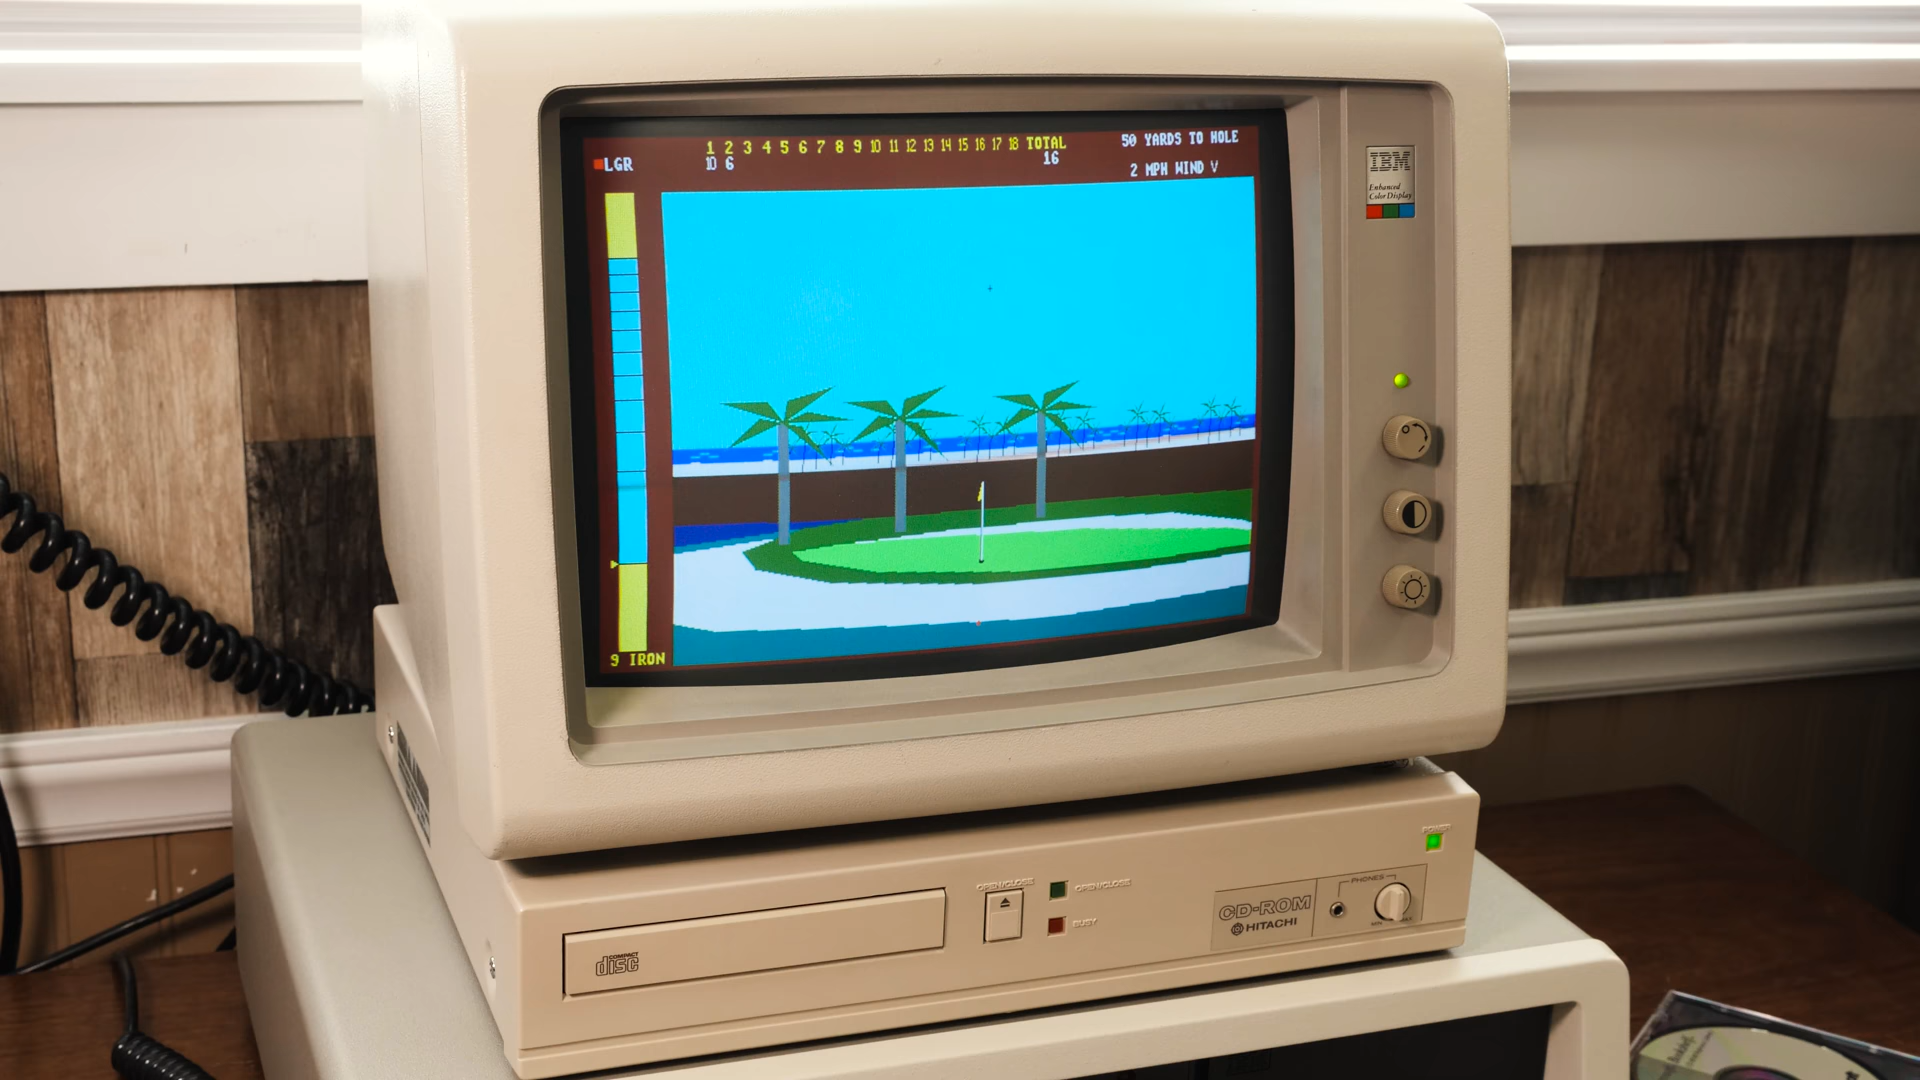 1 2 3 4 5 6 7 8 9 10 11 12 13 14 15 16 17 18 TOTAL
LGR 10 6 16
50 YARDS TO HOLE
2 MPH WIND V
9 IRON
IBM
Enhanced
Color Display
POWER
OPEN/CLOSE
OPEN/CLOSE
BUSY
CD-ROM
HITACHI
PHONES
MIN MAX
COMPACT
disc